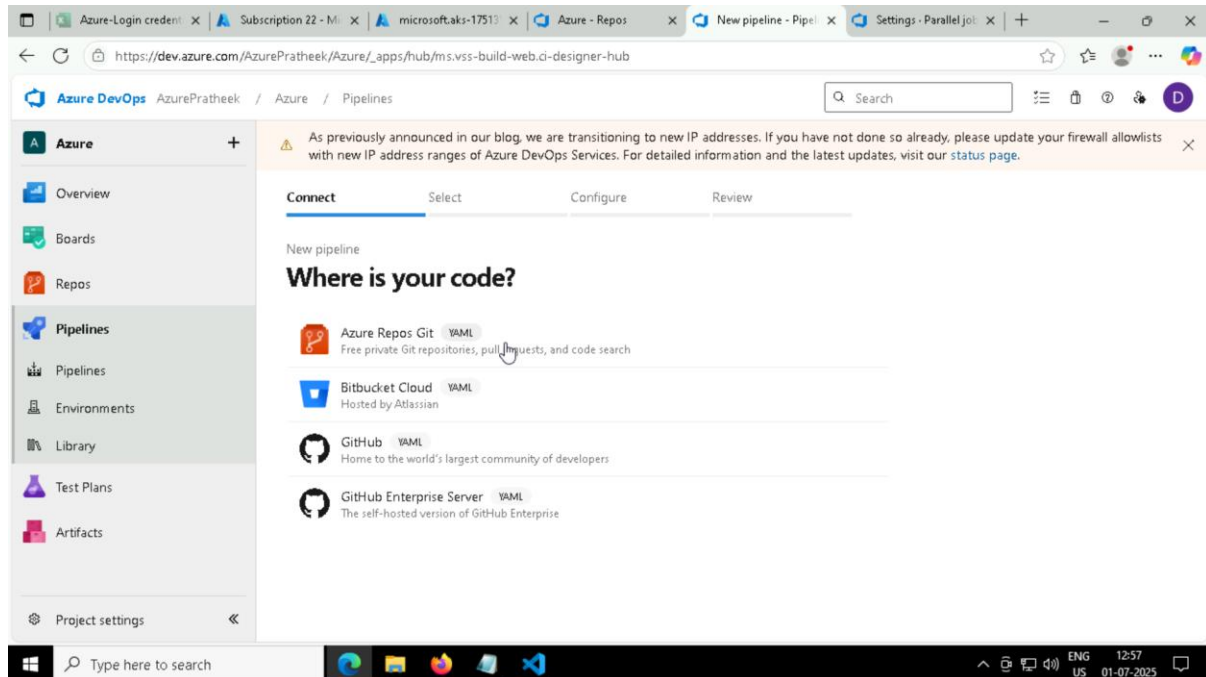 Azure-Login credent
Subscription 22 - Mi
microsoft.aks-17513
Azure - Repos
New pipeline - Pipel
Settings · Parallel job
https://dev.azure.com/AzurePratheek/Azure/_apps/hub/ms.vss-build-web.ci-designer-hub
Azure DevOps AzurePratheek / Azure / Pipelines
Search
D
A Azure
As previously announced in our blog, we are transitioning to new IP addresses. If you have not done so already, please update your firewall allowlists
with new IP address ranges of Azure DevOps Services. For detailed information and the latest updates, visit our status page.
Overview
Boards
Repos
Pipelines
Pipelines
Environments
Library
Test Plans
Artifacts
Project settings
Connect Select Configure Review
New pipeline
Where is your code?
Azure Repos Git YAML
Free private Git repositories, pull requests, and code search
Bitbucket Cloud YAML
Hosted by Atlassian
GitHub YAML
Home to the world's largest community of developers
GitHub Enterprise Server YAML
The self-hosted version of GitHub Enterprise
Type here to search
ENG
US
12:57
01-07-2025